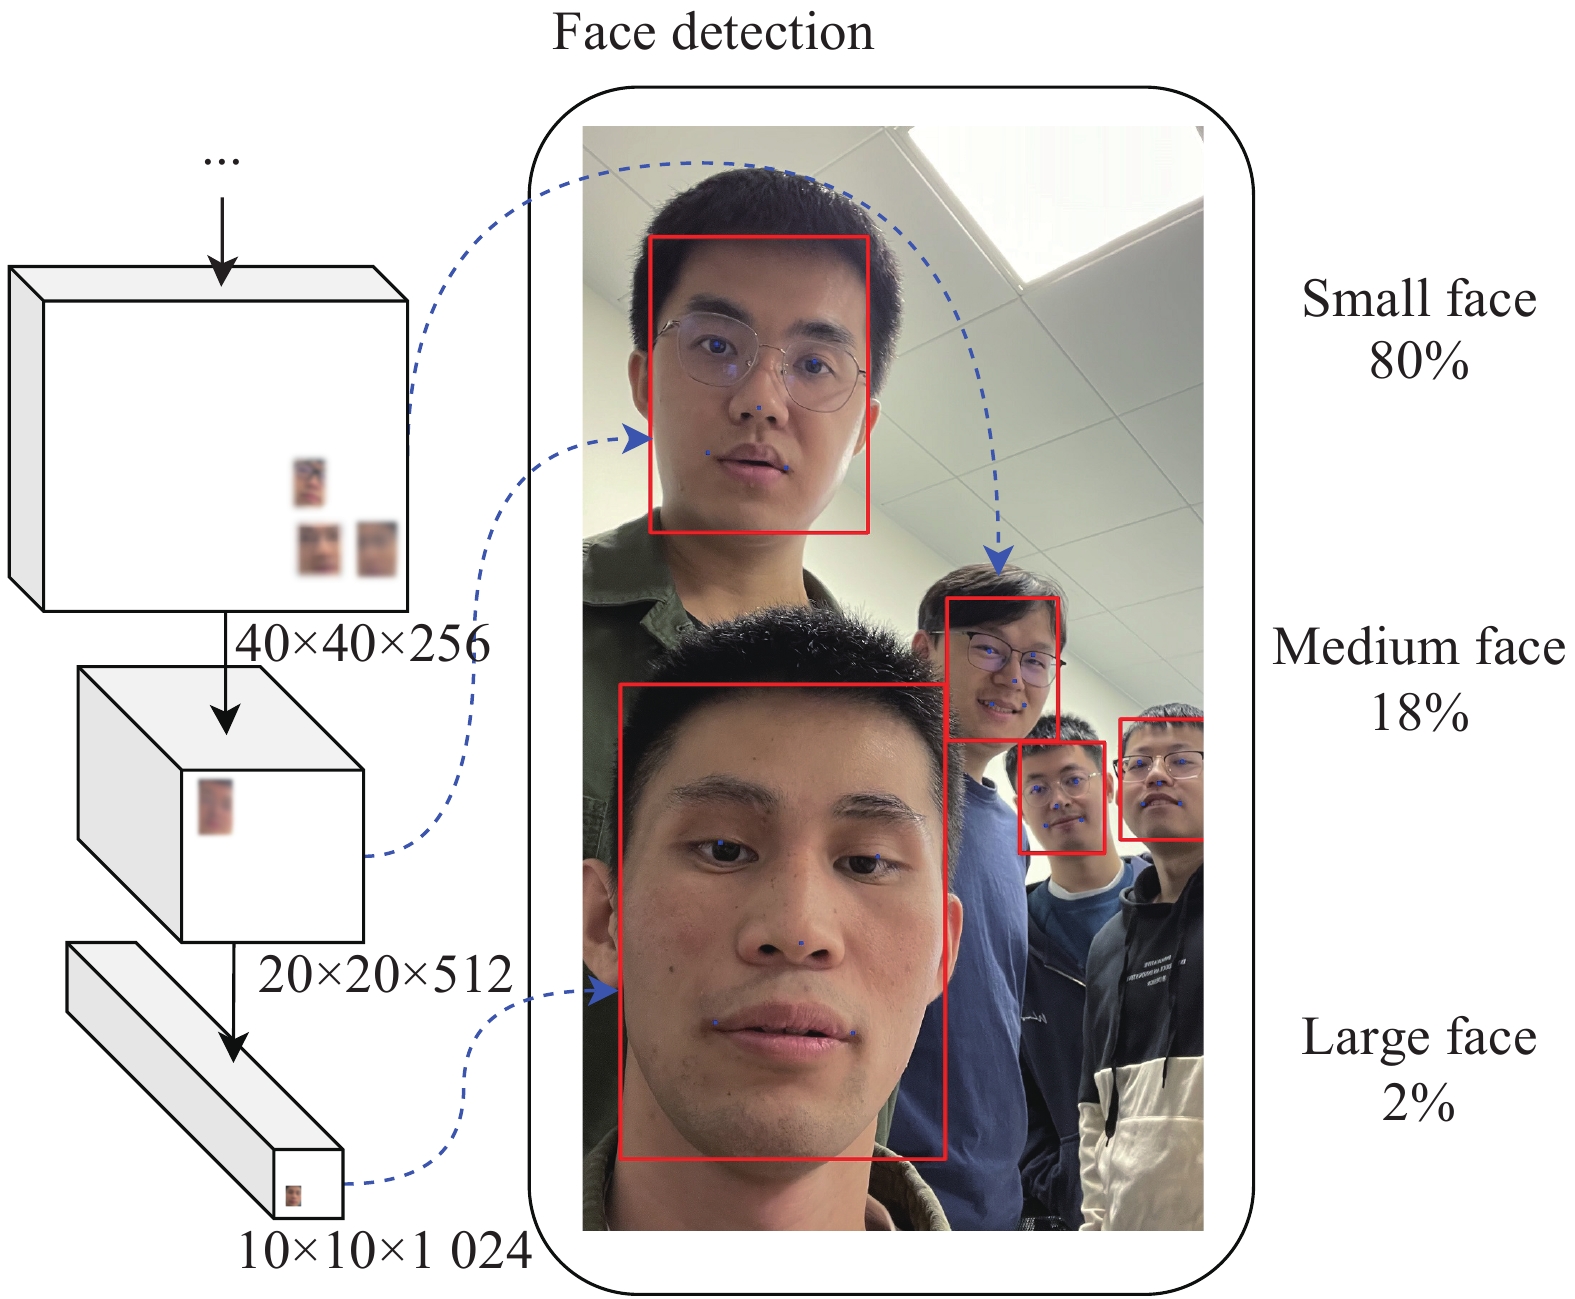 Face detection
...
Small face
80%
40×40×256
Medium face
18%
20×20×512
Large face
2%
10×10×1 024